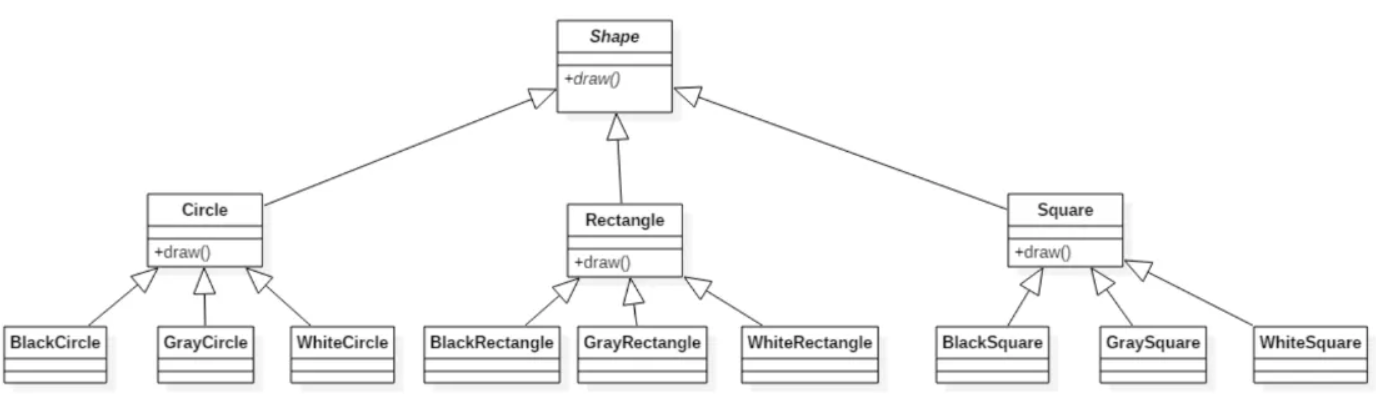 Shape
+draw()
Circle
+draw()
Rectangle
+draw()
Square
+draw()
BlackCircle
GrayCircle
WhiteCircle
BlackRectangle
GrayRectangle
WhiteRectangle
BlackSquare
GraySquare
WhiteSquare